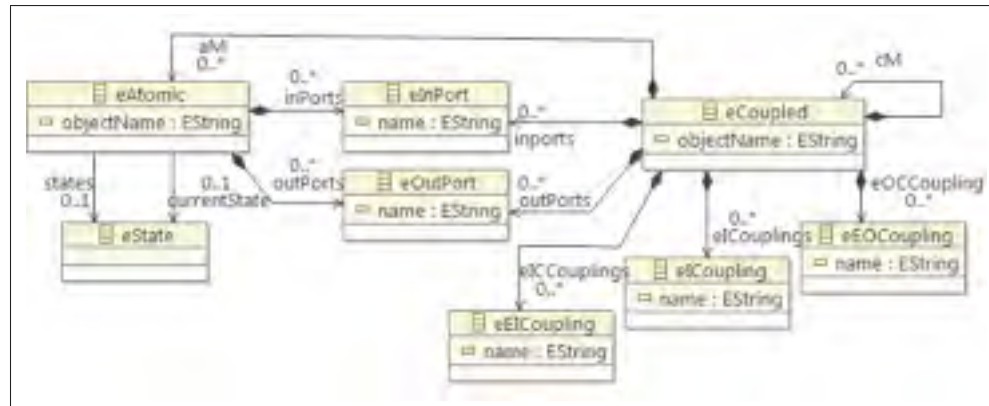 aM
0..*
0..*
cM
eAtomic
objectName : EString
0..*
inPorts
eInPort
name : EString
0..*
inports
eCoupled
objectName : EString
states
0..1
0..1
currentState
0..*
outPorts
eOutPort
name : EString
0..*
outPorts
eOCCoupling
0..*
eState
0..*
eICouplings
eEOCoupling
name : EString
eICCouplings
0..*
eICoupling
name : EString
eEICoupling
name : EString